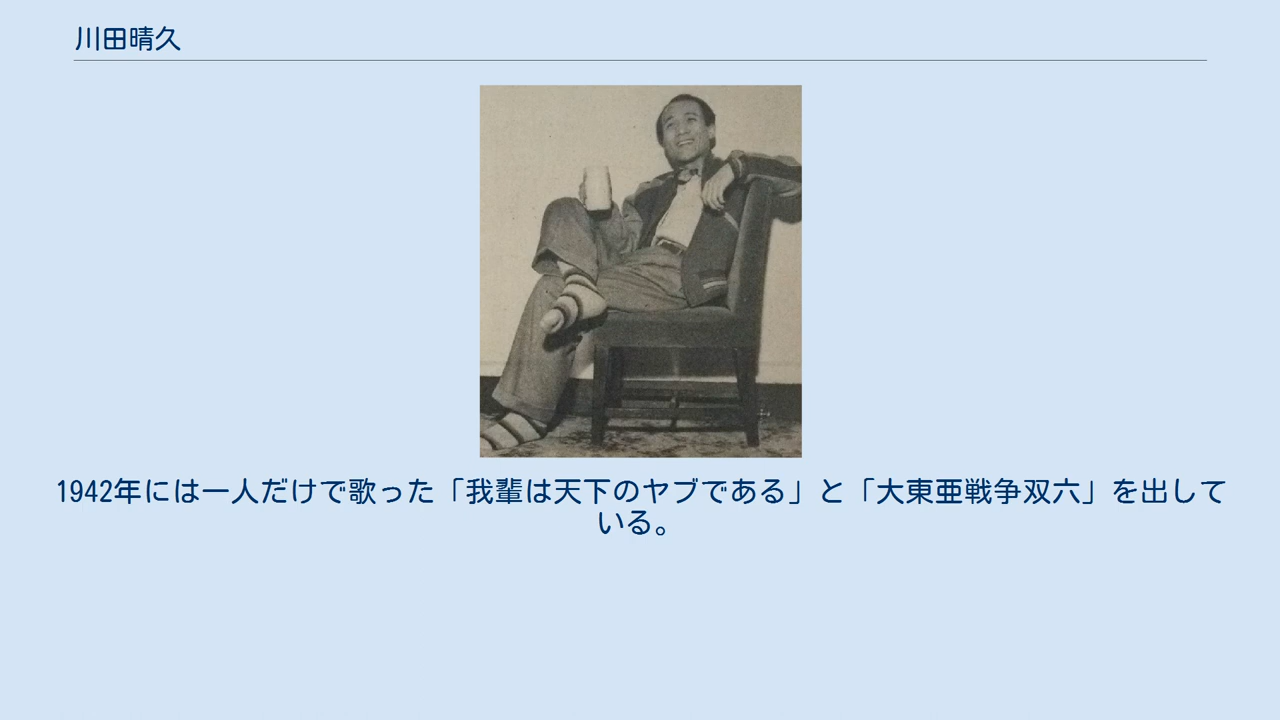 川田晴久
1942年には一人だけで歌った「我輩は天下のヤブである」と「大東亜戦争双六」を出して
いる。